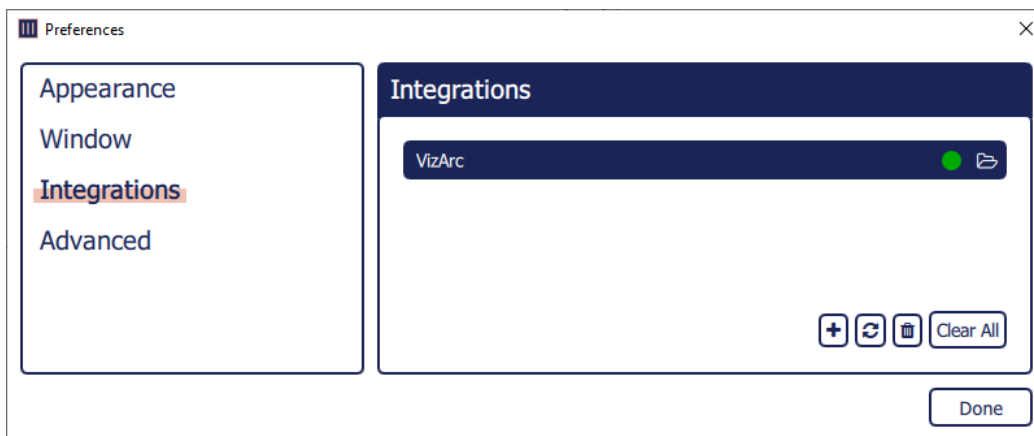 Preferences
Appearance
Window
Integrations
Advanced
Integrations
VizArc
Clear All
Done